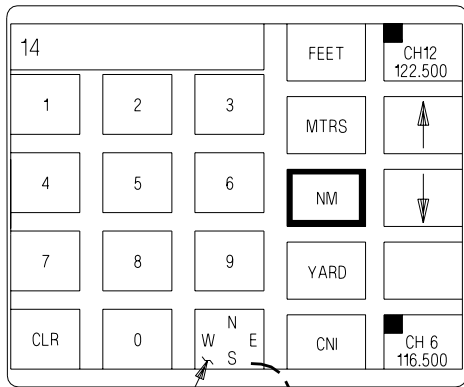 14
FEET
CH12
122.500
1 2 3
MTRS
4 5 6
NM
7 8 9
YARD
CLR 0
N
W E
S
CNI
CH 6
116.500